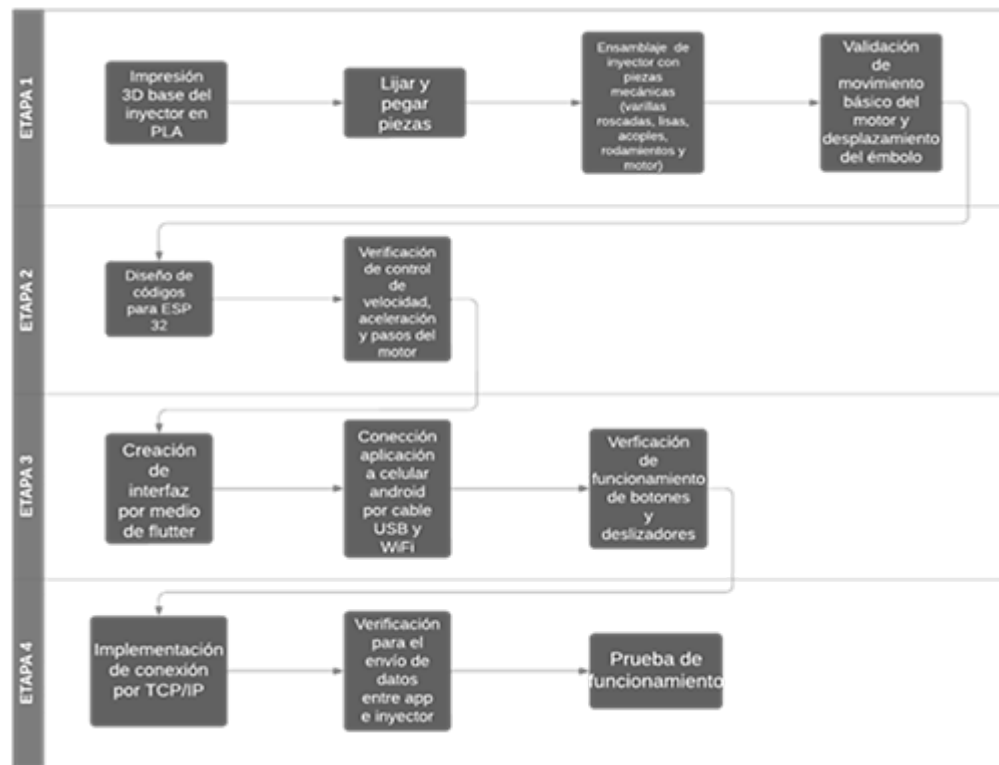 ETAPA 1
Impresión
3D base del
inyector en
PLA
Lijar y
pegar
piezas
Ensamblaje de
inyector con
piezas
mecánicas
(varillas
roscadas, lisas,
acoples,
rodamientos y
motor)
Validación
de
movimiento
básico del
motor y
desplazamiento
del émbolo
ETAPA 2
Diseño de
códigos
para ESP
32
Verificación
de control
de
velocidad,
aceleración
y pasos del
motor
ETAPA 3
Creación
de
interfaz
por medio
de flutter
Conección
aplicación
a celular
android
por cable
USB y
WiFi
Verficación
de
funcionamiento
de botones
y
deslizadores
ETAPA 4
Implementación
de conexión
por TCP/IP
Verificación
para el
envío de
datos
entre app
e inyector
Prueba de
funcionamiento